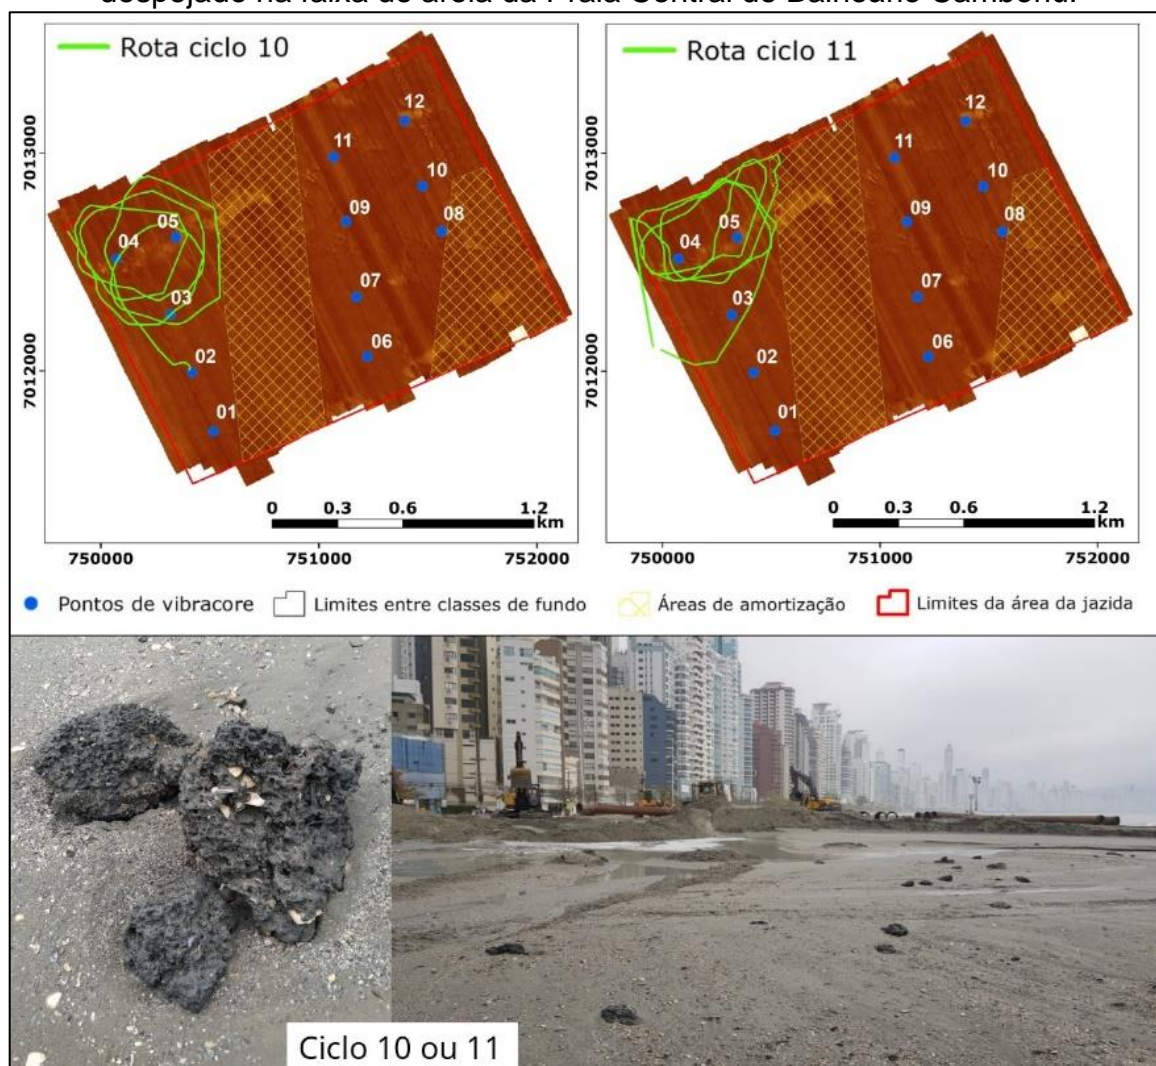 despejado na faixa de areia da Praia Central de Balneário Camboriú.
Rota ciclo 10
12
11
10
09
08
05
04
07
03
06
02
01
7013000
7012000
0 0.3 0.6 1.2
km
750000 751000 752000
Rota ciclo 11
12
11
10
09
08
05
04
07
03
06
02
01
7013000
7012000
0 0.3 0.6 1.2
km
750000 751000 752000
Pontos de vibracore Limites entre classes de fundo Áreas de amortização Limites da área da jazida
Ciclo 10 ou 11